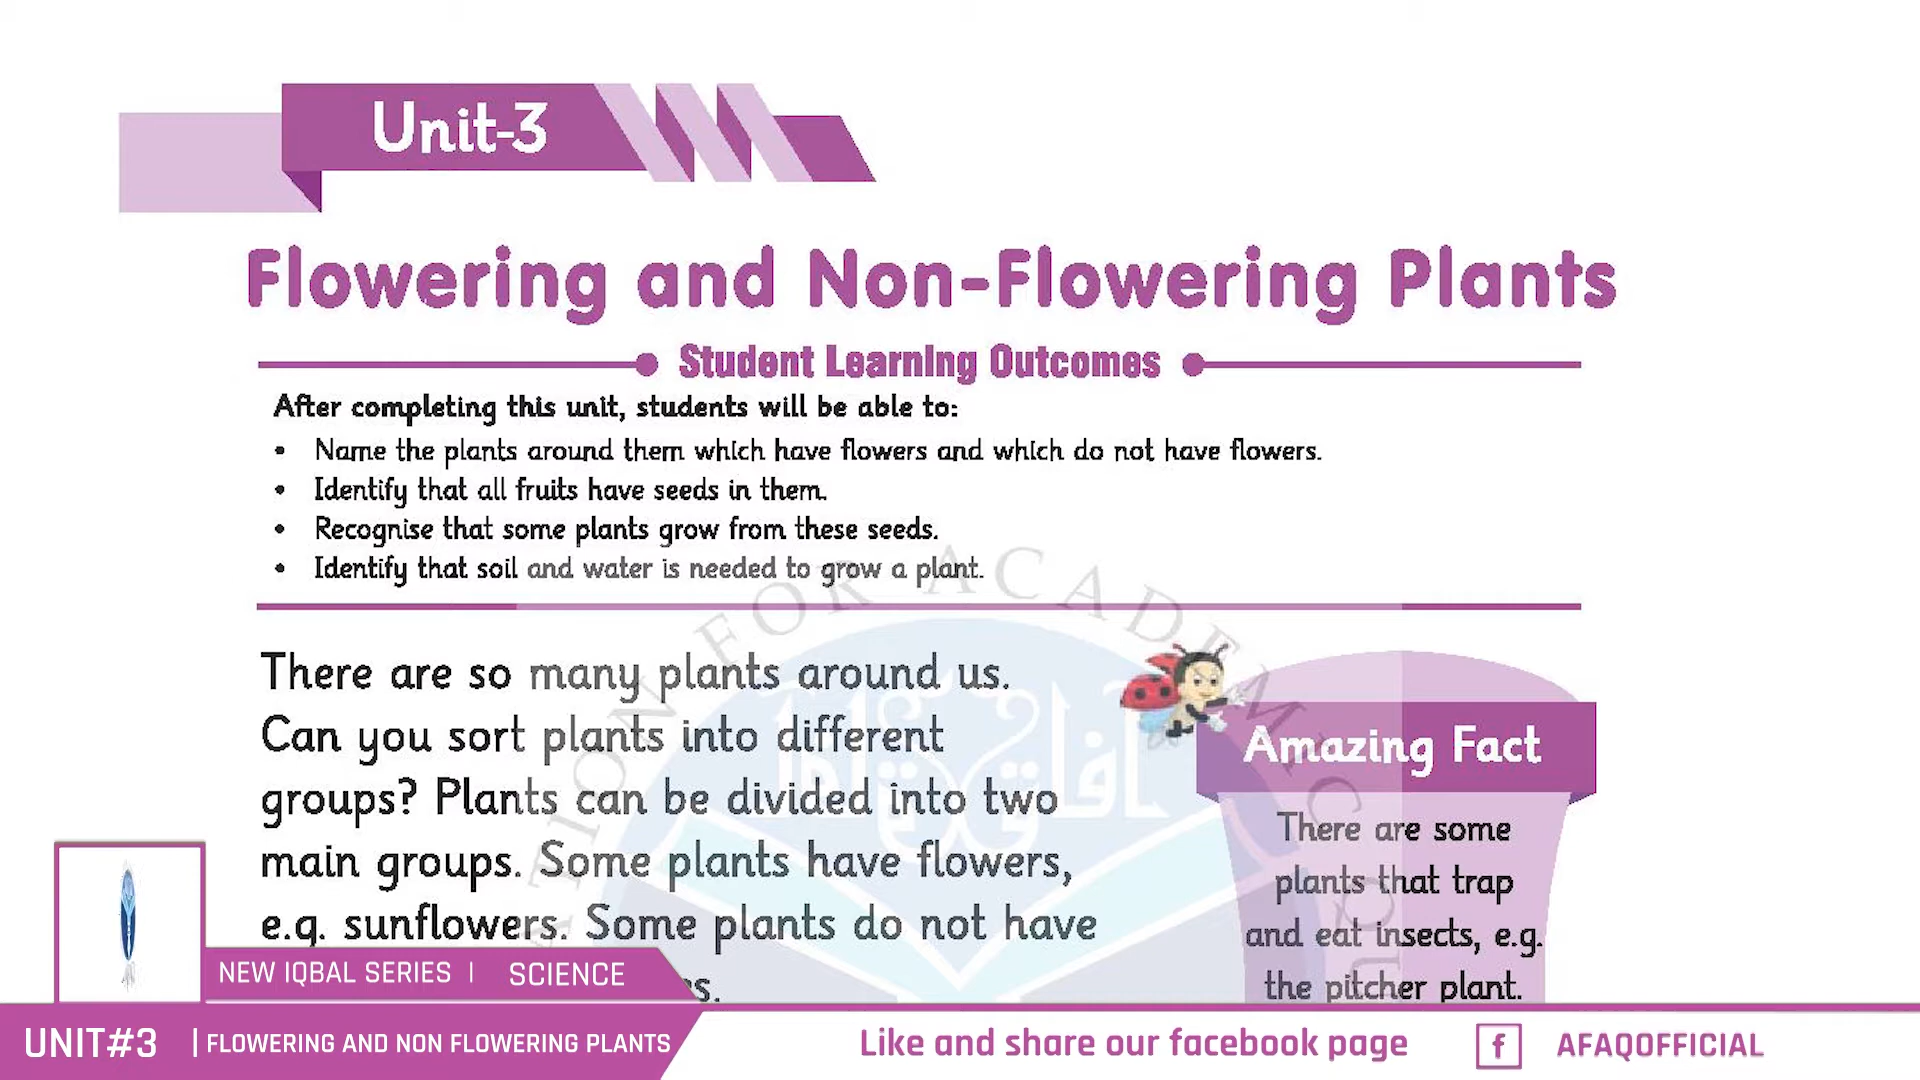 Unit-3
Flowering and Non-Flowering Plants
Student Learning Outcomes
After completing this unit, students will be able to:
• Name the plants around them which have flowers and which do not have flowers.
• Identify that all fruits have seeds in them.
• Recognise that some plants grow from these seeds.
• Identify that soil and water is needed to grow a plant.
There are so many plants around us.
Can you sort plants into different
groups? Plants can be divided into two
main groups. Some plants have flowers,
e.g. sunflowers. Some plants do not have
Amazing Fact
There are some
plants that trap
and eat insects, e.g.
the pitcher plant.
NEW IQBAL SERIES | SCIENCE
UNIT#3 | FLOWERING AND NON FLOWERING PLANTS
Like and share our facebook page
f AFAQOFFICIAL